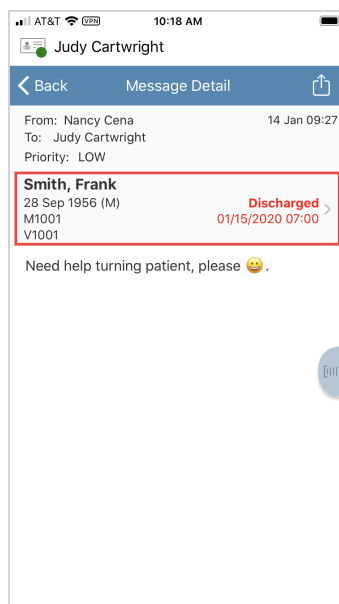 AT&T VPN 10:18 AM
Judy Cartwright
Back Message Detail
From: Nancy Cena 14 Jan 09:27
To: Judy Cartwright
Priority: LOW
Smith, Frank
28 Sep 1956 (M) Discharged
M1001 01/15/2020 07:00
V1001
Need help turning patient, please 😀.